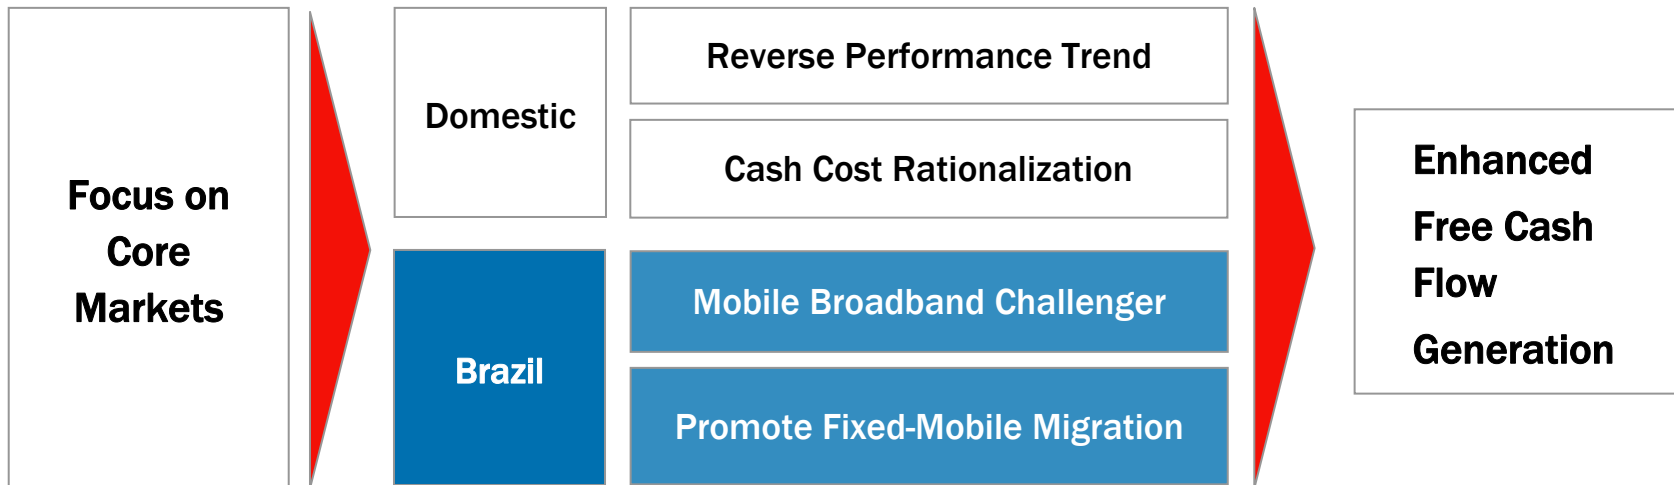 Focus on
Core
Markets
Domestic
Reverse Performance Trend
Cash Cost Rationalization
Brazil
Mobile Broadband Challenger
Promote Fixed-Mobile Migration
Enhanced
Free Cash
Flow
Generation